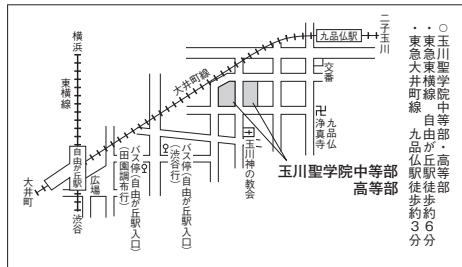 ○玉川聖学院中等部・高等部
・東急東横線 自由が丘駅徒歩約6分
・東急大井町線 九品仏駅徒歩約3分
二子玉川
九品仏駅
交番
卍
九品仏
浄真寺
大井町線
横浜
東横線
玉川神の教会
玉川聖学院中等部
高等部
バス停(自由が丘駅入口)
(渋谷行)
バス停(自由が丘駅入口)
(田園調布行)
自由が丘駅
広場
大井町
渋谷